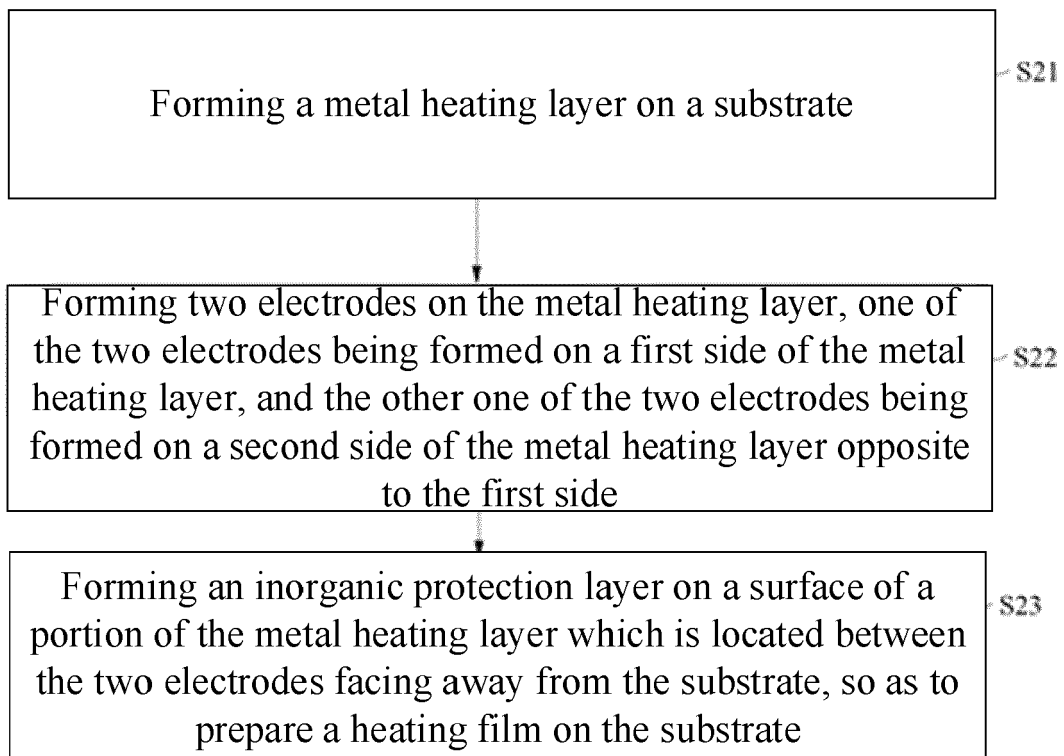 Forming a metal heating layer on a substrate
S21
Forming two electrodes on the metal heating layer, one of
the two electrodes being formed on a first side of the metal
heating layer, and the other one of the two electrodes being
formed on a second side of the metal heating layer opposite
to the first side
S22
Forming an inorganic protection layer on a surface of a
portion of the metal heating layer which is located between
the two electrodes facing away from the substrate, so as to
prepare a heating film on the substrate
S23